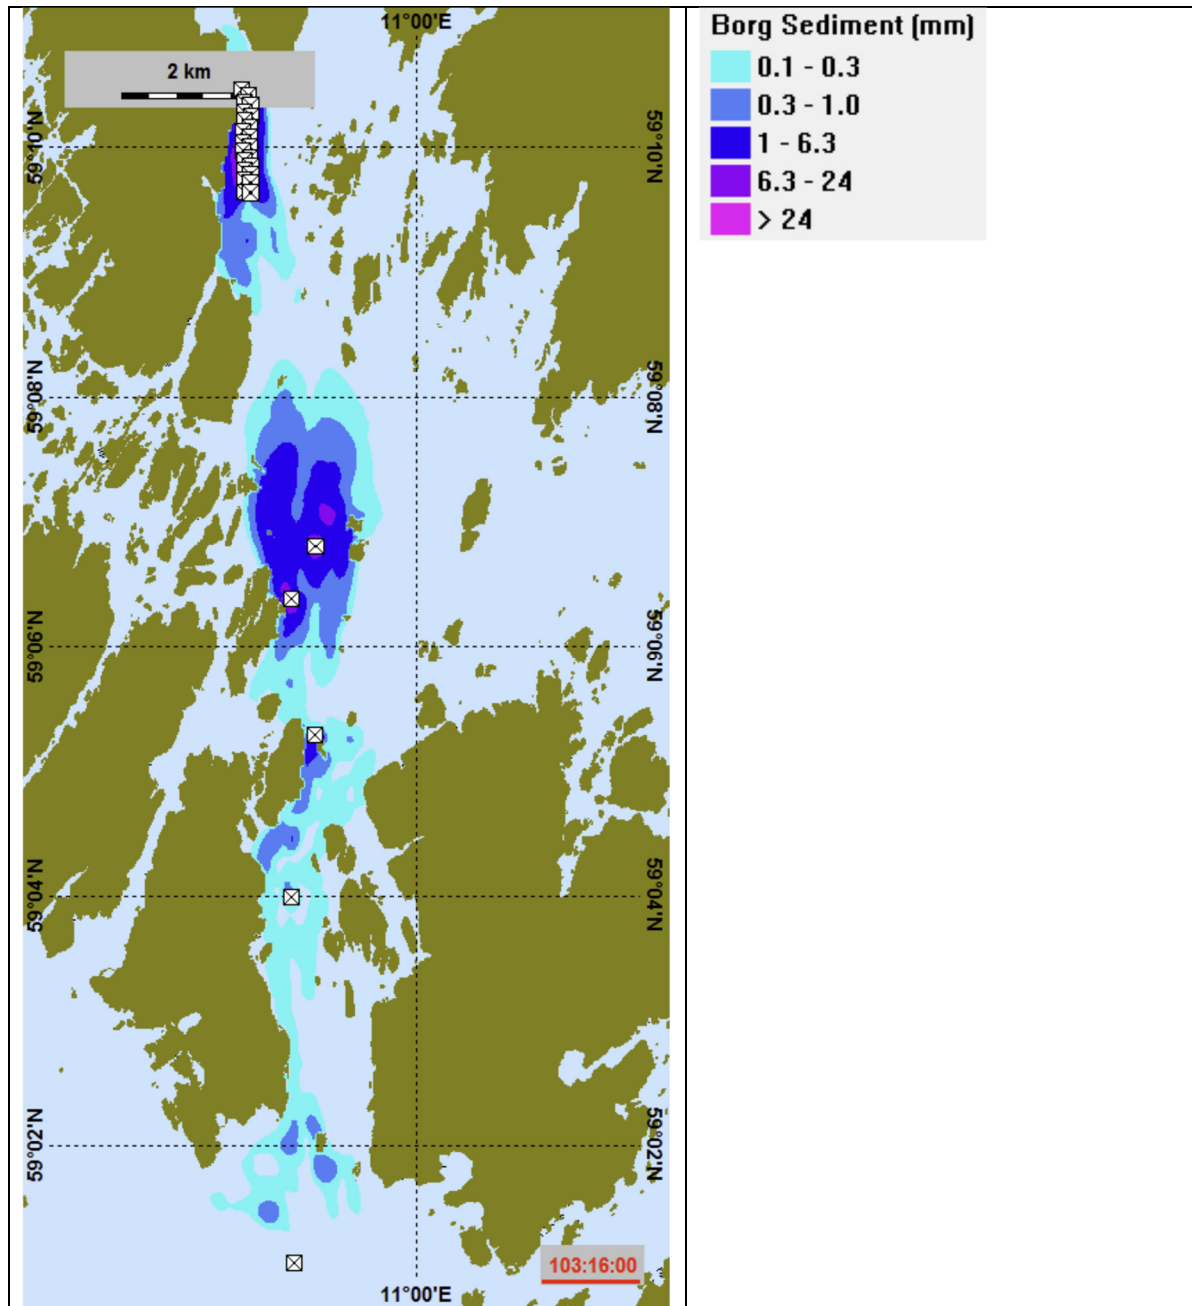 11°00'E
2 km
59°10'N
59°10'N
59°08'N
59°08'N
59°06'N
59°06'N
59°04'N
59°04'N
59°02'N
59°02'N
103:16:00
11°00'E
Borg Sediment (mm)
0.1 - 0.3
0.3 - 1.0
1 - 6.3
6.3 - 24
> 24